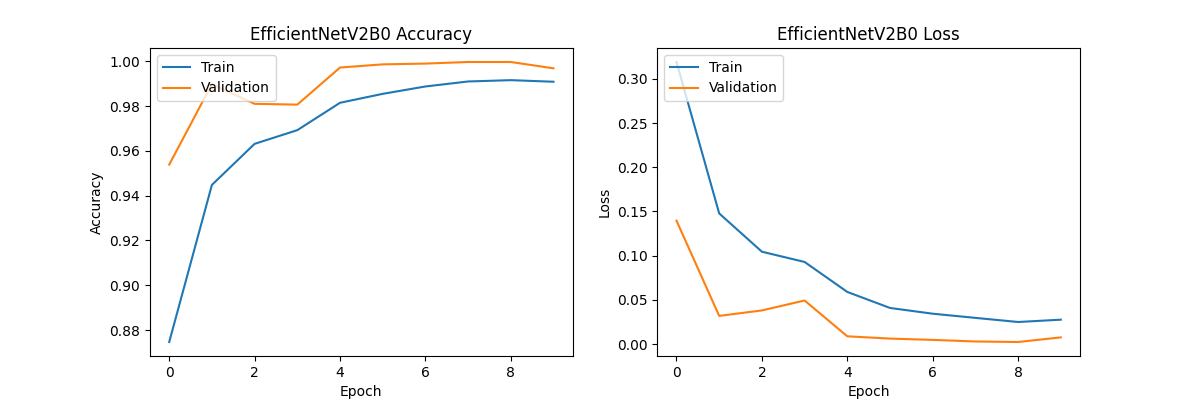 EfficientNetV2B0 Accuracy
Train
Validation
1.00
0.98
0.96
0.94
0.92
0.90
0.88
Accuracy
0
2
4
6
8
Epoch
EfficientNetV2B0 Loss
Train
Validation
0.30
0.25
0.20
0.15
0.10
0.05
0.00
Loss
0
2
4
6
8
Epoch